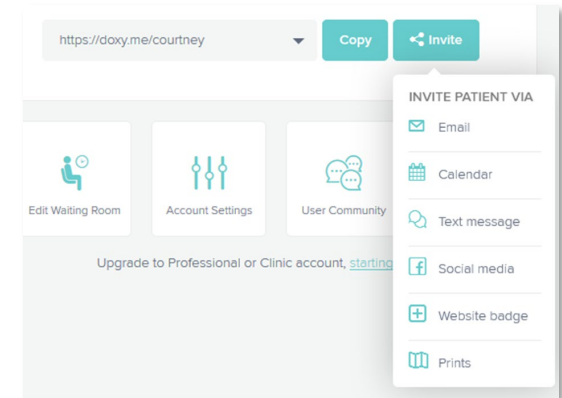 https://doxy.me/courtney
Copy
Invite
INVITE PATIENT VIA
Email
Calendar
Text message
Social media
Website badge
Prints
Edit Waiting Room
Account Settings
User Community
Upgrade to Professional or Clinic account, starting